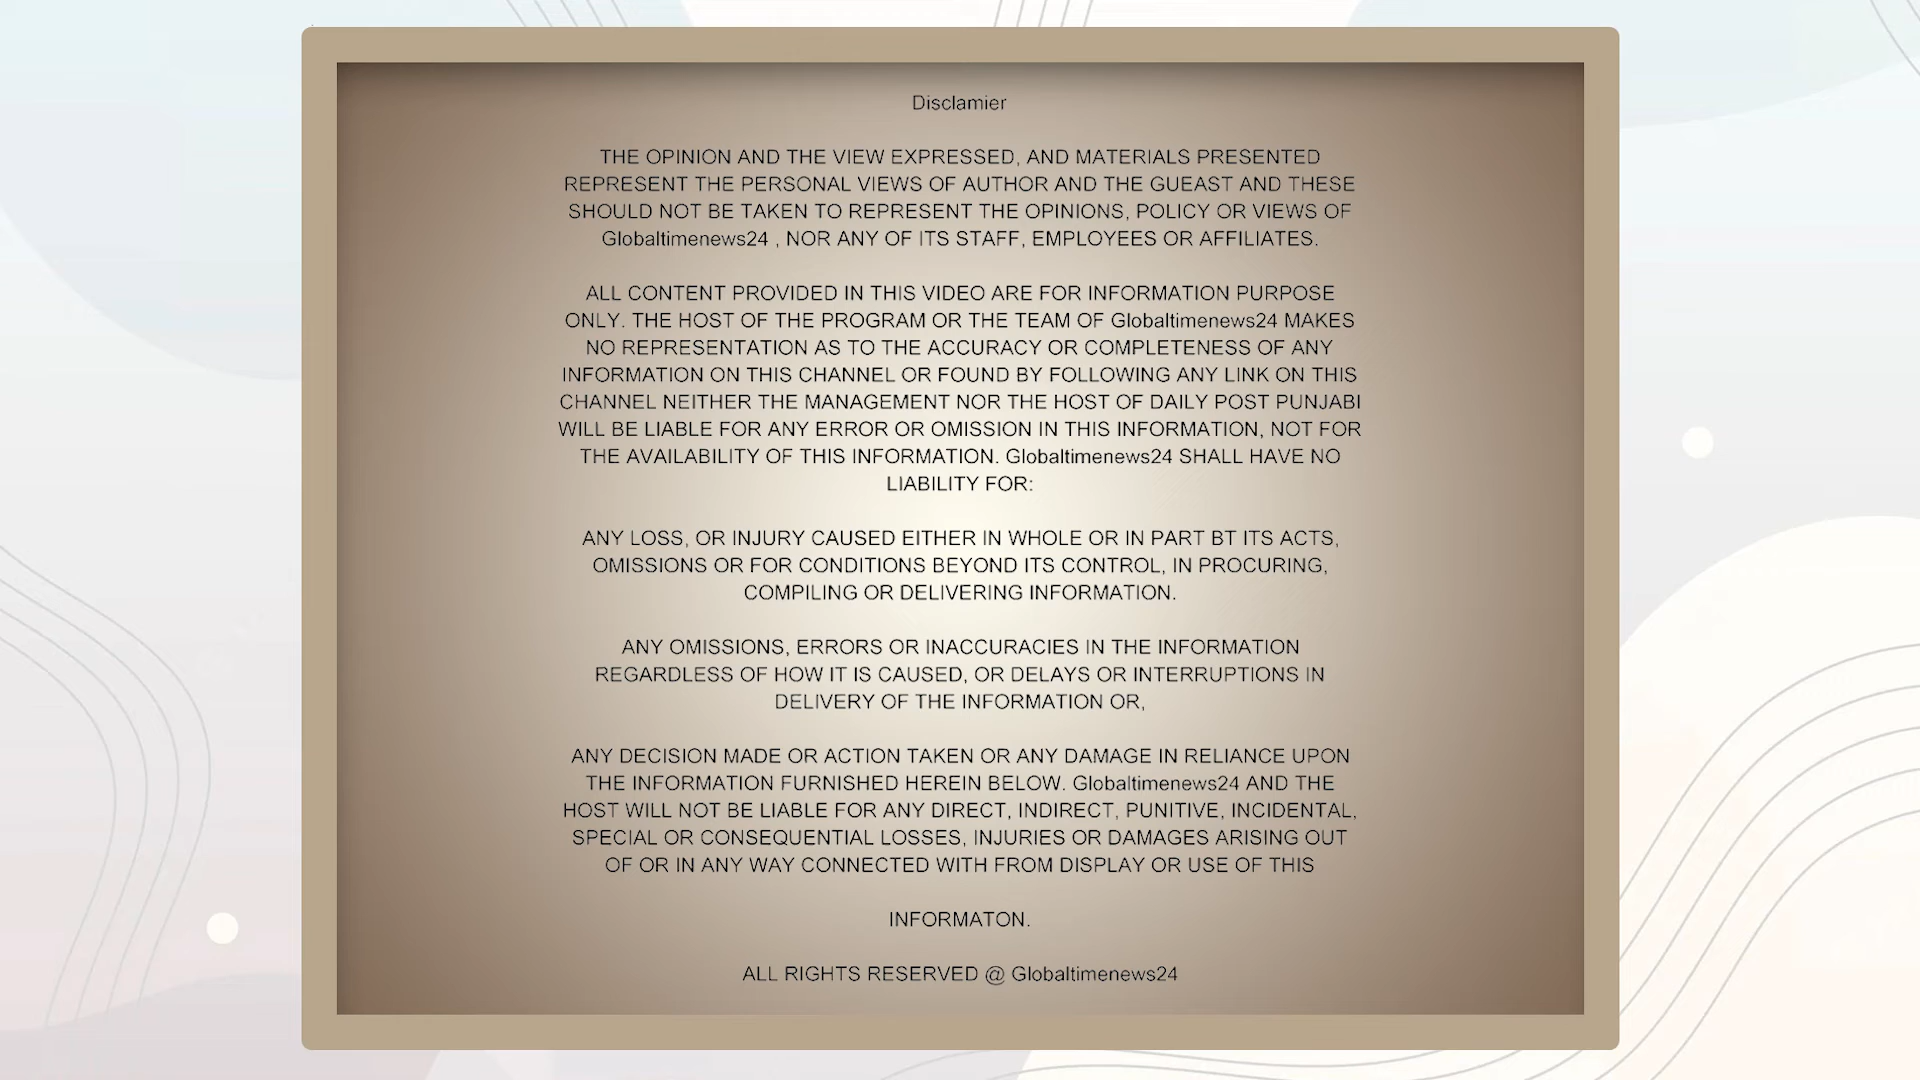 Disclamier
THE OPINION AND THE VIEW EXPRESSED, AND MATERIALS PRESENTED
REPRESENT THE PERSONAL VIEWS OF AUTHOR AND THE GUEAST AND THESE
SHOULD NOT BE TAKEN TO REPRESENT THE OPINIONS, POLICY OR VIEWS OF
Globaltimenews24 , NOR ANY OF ITS STAFF, EMPLOYEES OR AFFILIATES.
ALL CONTENT PROVIDED IN THIS VIDEO ARE FOR INFORMATION PURPOSE
ONLY. THE HOST OF THE PROGRAM OR THE TEAM OF Globaltimenews24 MAKES
NO REPRESENTATION AS TO THE ACCURACY OR COMPLETENESS OF ANY
INFORMATION ON THIS CHANNEL OR FOUND BY FOLLOWING ANY LINK ON THIS
CHANNEL NEITHER THE MANAGEMENT NOR THE HOST OF DAILY POST PUNJABI
WILL BE LIABLE FOR ANY ERROR OR OMISSION IN THIS INFORMATION, NOT FOR
THE AVAILABILITY OF THIS INFORMATION. Globaltimenews24 SHALL HAVE NO
LIABILITY FOR:
ANY LOSS, OR INJURY CAUSED EITHER IN WHOLE OR IN PART BT ITS ACTS,
OMISSIONS OR FOR CONDITIONS BEYOND ITS CONTROL, IN PROCURING,
COMPILING OR DELIVERING INFORMATION.
ANY OMISSIONS, ERRORS OR INACCURACIES IN THE INFORMATION
REGARDLESS OF HOW IT IS CAUSED, OR DELAYS OR INTERRUPTIONS IN
DELIVERY OF THE INFORMATION OR,
ANY DECISION MADE OR ACTION TAKEN OR ANY DAMAGE IN RELIANCE UPON
THE INFORMATION FURNISHED HEREIN BELOW. Globaltimenews24 AND THE
HOST WILL NOT BE LIABLE FOR ANY DIRECT, INDIRECT, PUNITIVE, INCIDENTAL,
SPECIAL OR CONSEQUENTIAL LOSSES, INJURIES OR DAMAGES ARISING OUT
OF OR IN ANY WAY CONNECTED WITH FROM DISPLAY OR USE OF THIS
INFORMATON.
ALL RIGHTS RESERVED @ Globaltimenews24